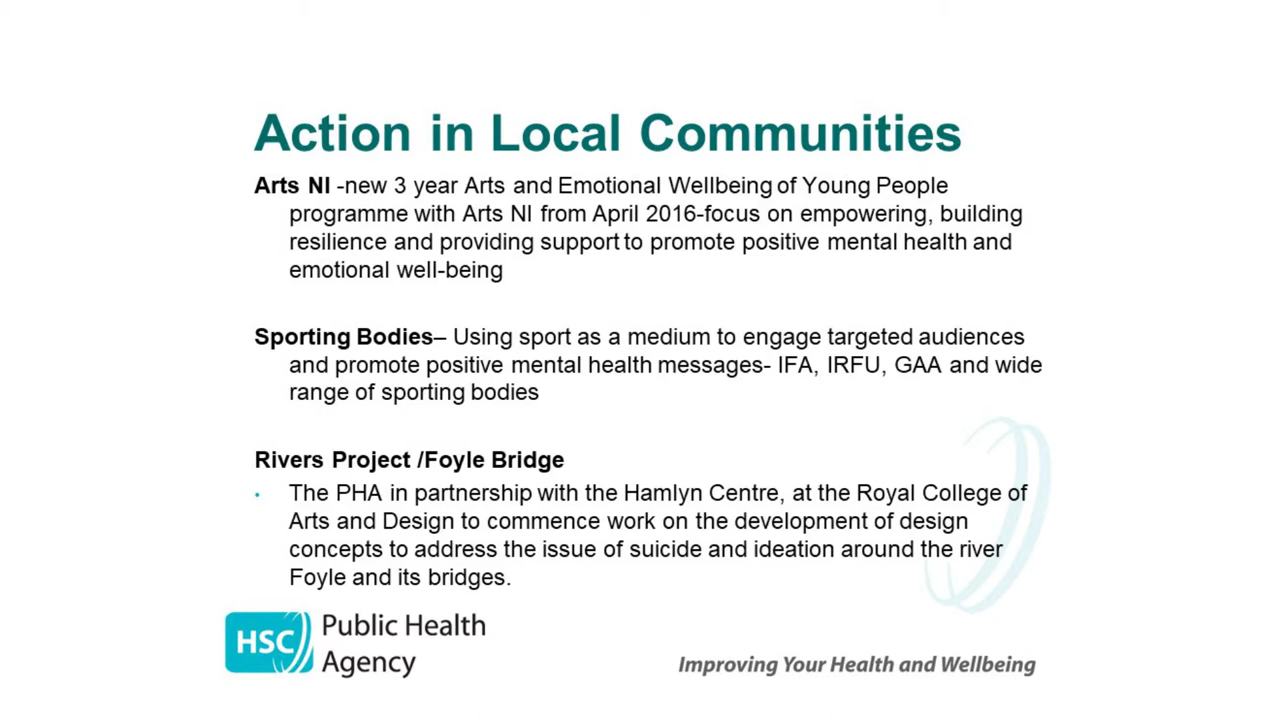 Action in Local Communities
Arts NI -new 3 year Arts and Emotional Wellbeing of Young People
programme with Arts NI from April 2016-focus on empowering, building
resilience and providing support to promote positive mental health and
emotional well-being
Sporting Bodies– Using sport as a medium to engage targeted audiences
and promote positive mental health messages- IFA, IRFU, GAA and wide
range of sporting bodies
Rivers Project /Foyle Bridge
• The PHA in partnership with the Hamlyn Centre, at the Royal College of
Arts and Design to commence work on the development of design
concepts to address the issue of suicide and ideation around the river
Foyle and its bridges.
HSC Public Health
Agency
Improving Your Health and Wellbeing